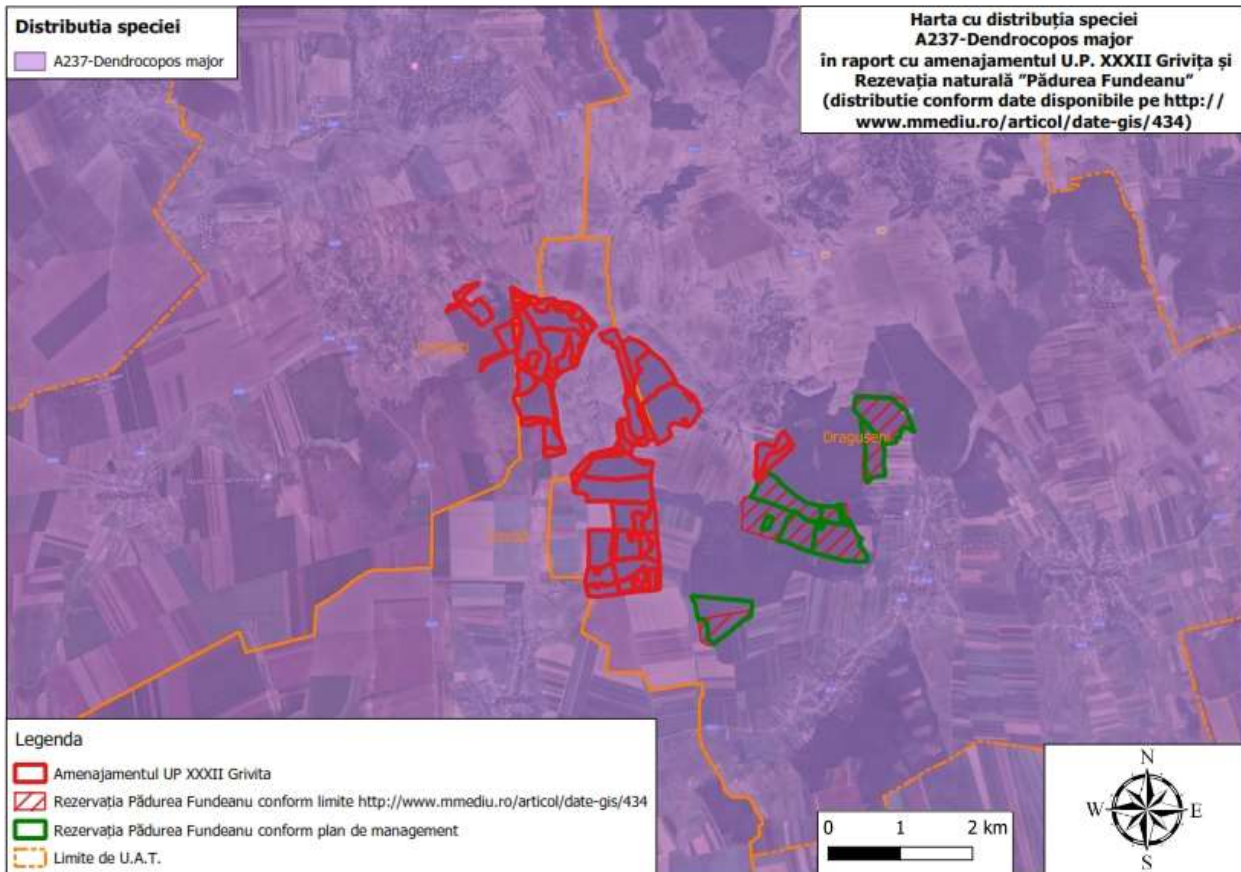 Distributia speciei
A237-Dendrocopos major
Harta cu distribuția speciei
A237-Dendrocopos major
în raport cu amenajamentul U.P. XXXII Grivița și
Rezevația naturală "Pădurea Fundeanu"
(distributie conform date disponibile pe http://
www.mmediu.ro/articol/date-gis/434)
Draguseni
Legenda
Amenajamentul UP XXXII Grivita
Rezervația Pădurea Fundeanu conform limite http://www.mmediu.ro/articol/date-gis/434
Rezervația Pădurea Fundeanu conform plan de management
Limite de U.A.T.
0 1 2 km
N
W E
S